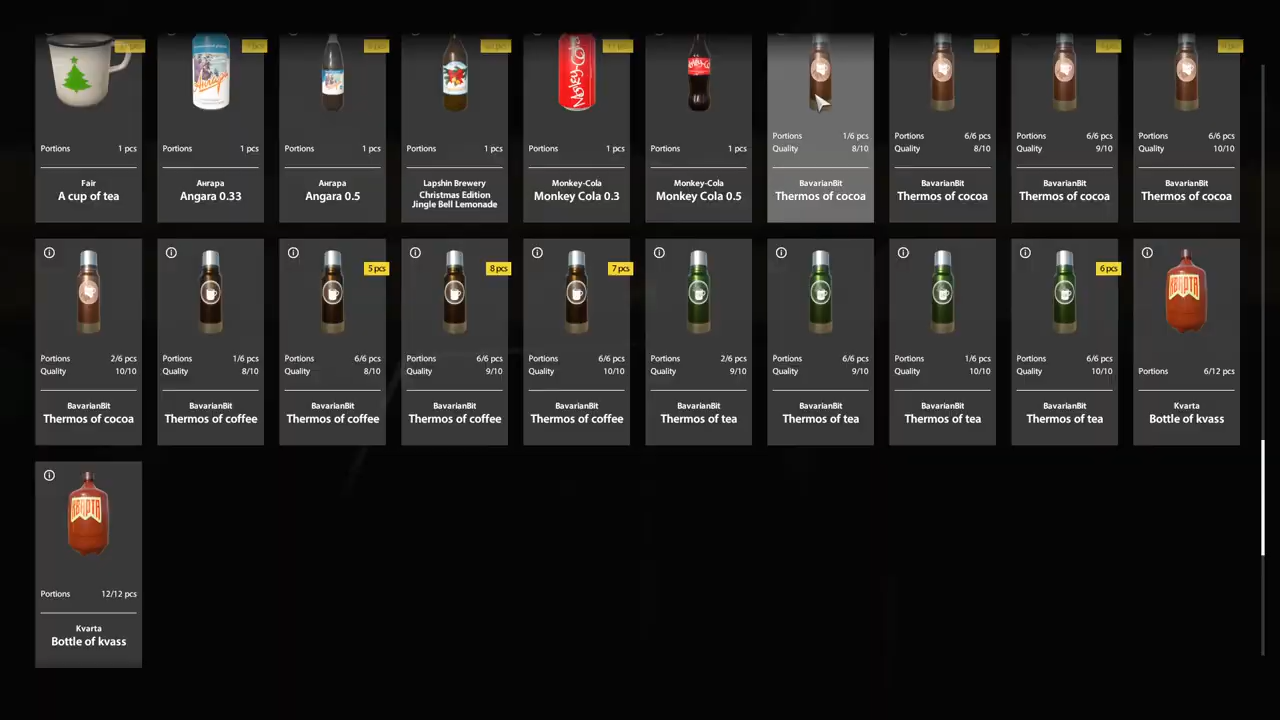 Portions 1 pcs
Fair
A cup of tea
Portions 1 pcs
Ангара
Angara 0.33
Portions 1 pcs
Ангара
Angara 0.5
Portions 1 pcs
Lapshin Brewery
Christmas Edition
Jingle Bell Lemonade
Monkey-Co
Portions 1 pcs
Monkey-Cola
Monkey Cola 0.3
Portions 1 pcs
Monkey-Cola
Monkey Cola 0.5
Portions 1/6 pcs
Quality 8/10
BavarianBit
Thermos of cocoa
Portions 6/6 pcs
Quality 8/10
BavarianBit
Thermos of cocoa
Portions 6/6 pcs
Quality 9/10
BavarianBit
Thermos of cocoa
Portions 6/6 pcs
Quality 10/10
BavarianBit
Thermos of cocoa
Portions 2/6 pcs
Quality 10/10
BavarianBit
Thermos of cocoa
Portions 1/6 pcs
Quality 8/10
BavarianBit
Thermos of coffee
5 pcs
Portions 6/6 pcs
Quality 8/10
BavarianBit
Thermos of coffee
8 pcs
Portions 6/6 pcs
Quality 9/10
BavarianBit
Thermos of coffee
7 pcs
Portions 6/6 pcs
Quality 10/10
BavarianBit
Thermos of coffee
Portions 2/6 pcs
Quality 9/10
BavarianBit
Thermos of tea
Portions 6/6 pcs
Quality 9/10
BavarianBit
Thermos of tea
Portions 1/6 pcs
Quality 10/10
BavarianBit
Thermos of tea
6 pcs
Portions 6/6 pcs
Quality 10/10
BavarianBit
Thermos of tea
КВАРТА
Portions 6/12 pcs
Kvarta
Bottle of kvass
КВАРТА
Portions 12/12 pcs
Kvarta
Bottle of kvass